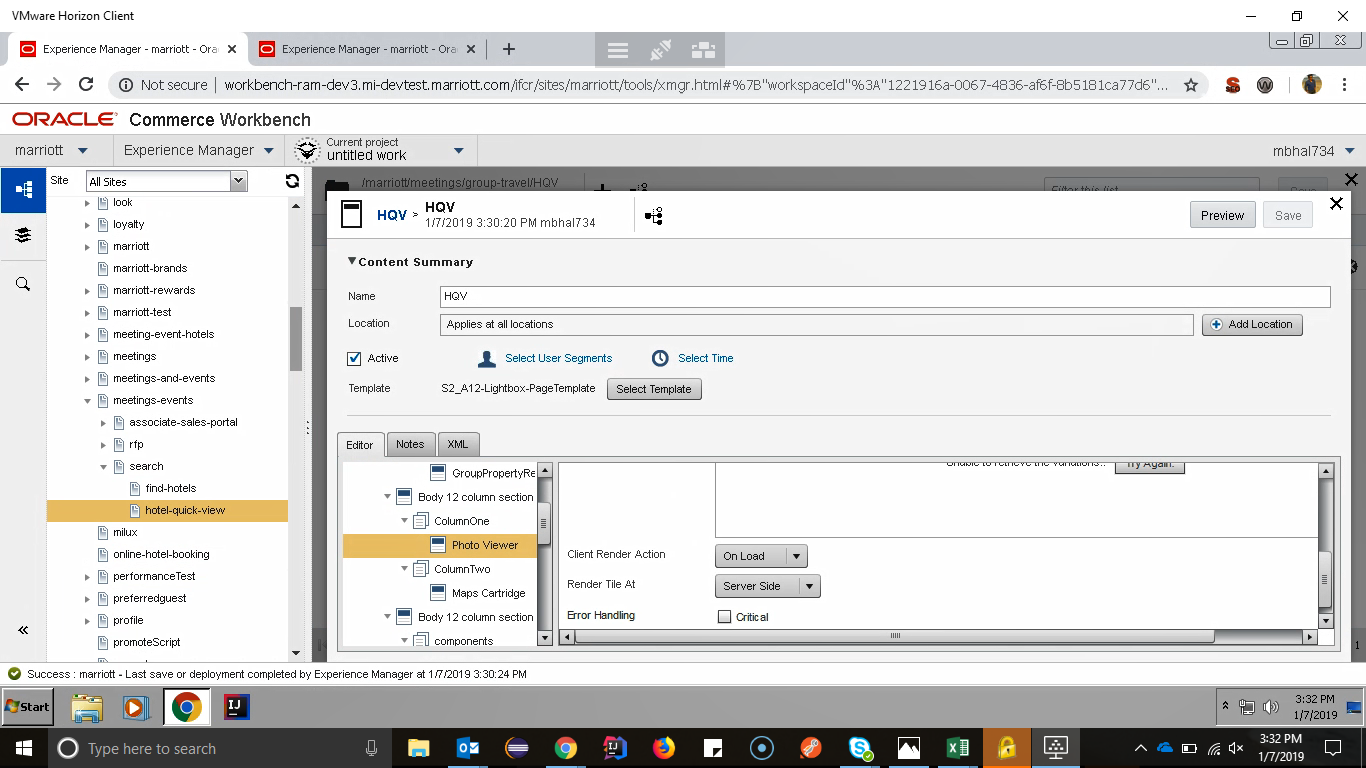 VMware Horizon Client
Experience Manager - marriott - Ora
Experience Manager - marriott - Ora
Not secure
workbench-ram-dev3.mi-devtest.marriott.com/ifcr/sites/marriott/tools/xmgr.html#%7B"workspaceId"%3A"1221916a-0067-4836-af6f-8b5181ca77d6"...
ORACLE Commerce Workbench
marriott
Experience Manager
Current project
untitled work
mbhal734
Site
All Sites
/marriott/meetings/group-travel/HQV
Filter this list
Save
look
loyalty
marriott
marriott-brands
marriott-rewards
marriott-test
meeting-event-hotels
meetings
meetings-and-events
meetings-events
associate-sales-portal
rfp
search
find-hotels
hotel-quick-view
milux
online-hotel-booking
performanceTest
preferredguest
profile
promoteScript
HQV >
HQV
1/7/2019 3:30:20 PM mbhal734
Preview
Save
Content Summary
Name
HQV
Location
Applies at all locations
Add Location
Active
Select User Segments
Select Time
Template
S2_A12-Lightbox-PageTemplate
Select Template
Editor
Notes
XML
GroupPropertyRe
Body 12 column section
ColumnOne
Photo Viewer
ColumnTwo
Maps Cartridge
Body 12 column section
components
Unable to retrieve the variations..
Try Again.
Client Render Action
On Load
Render Tile At
Server Side
Error Handling
Critical
1
Success : marriott - Last save or deployment completed by Experience Manager at 1/7/2019 3:30:24 PM
Start
3:32 PM
1/7/2019
Type here to search
3:32 PM
1/7/2019